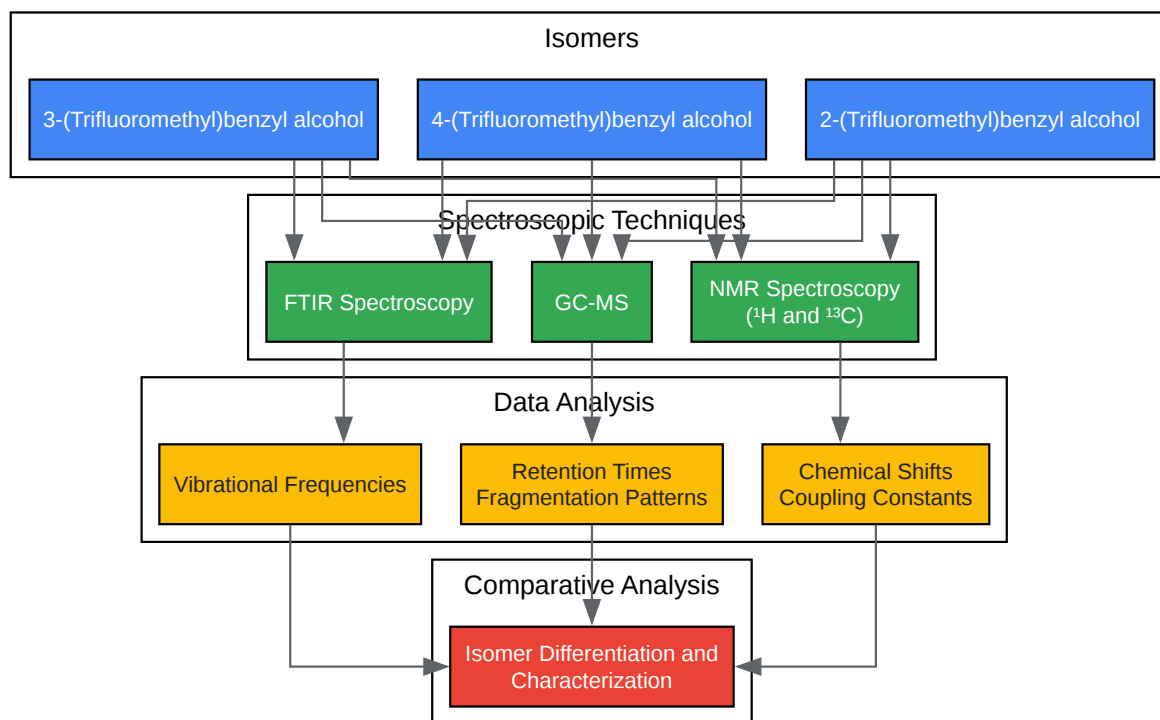 Isomers
3-(Trifluoromethyl)benzyl alcohol
4-(Trifluoromethyl)benzyl alcohol
2-(Trifluoromethyl)benzyl alcohol
Spectroscopic Techniques
FTIR Spectroscopy
GC-MS
NMR Spectroscopy
(¹H and ¹³C)
Data Analysis
Vibrational Frequencies
Retention Times
Fragmentation Patterns
Chemical Shifts
Coupling Constants
Comparative Analysis
Isomer Differentiation and
Characterization